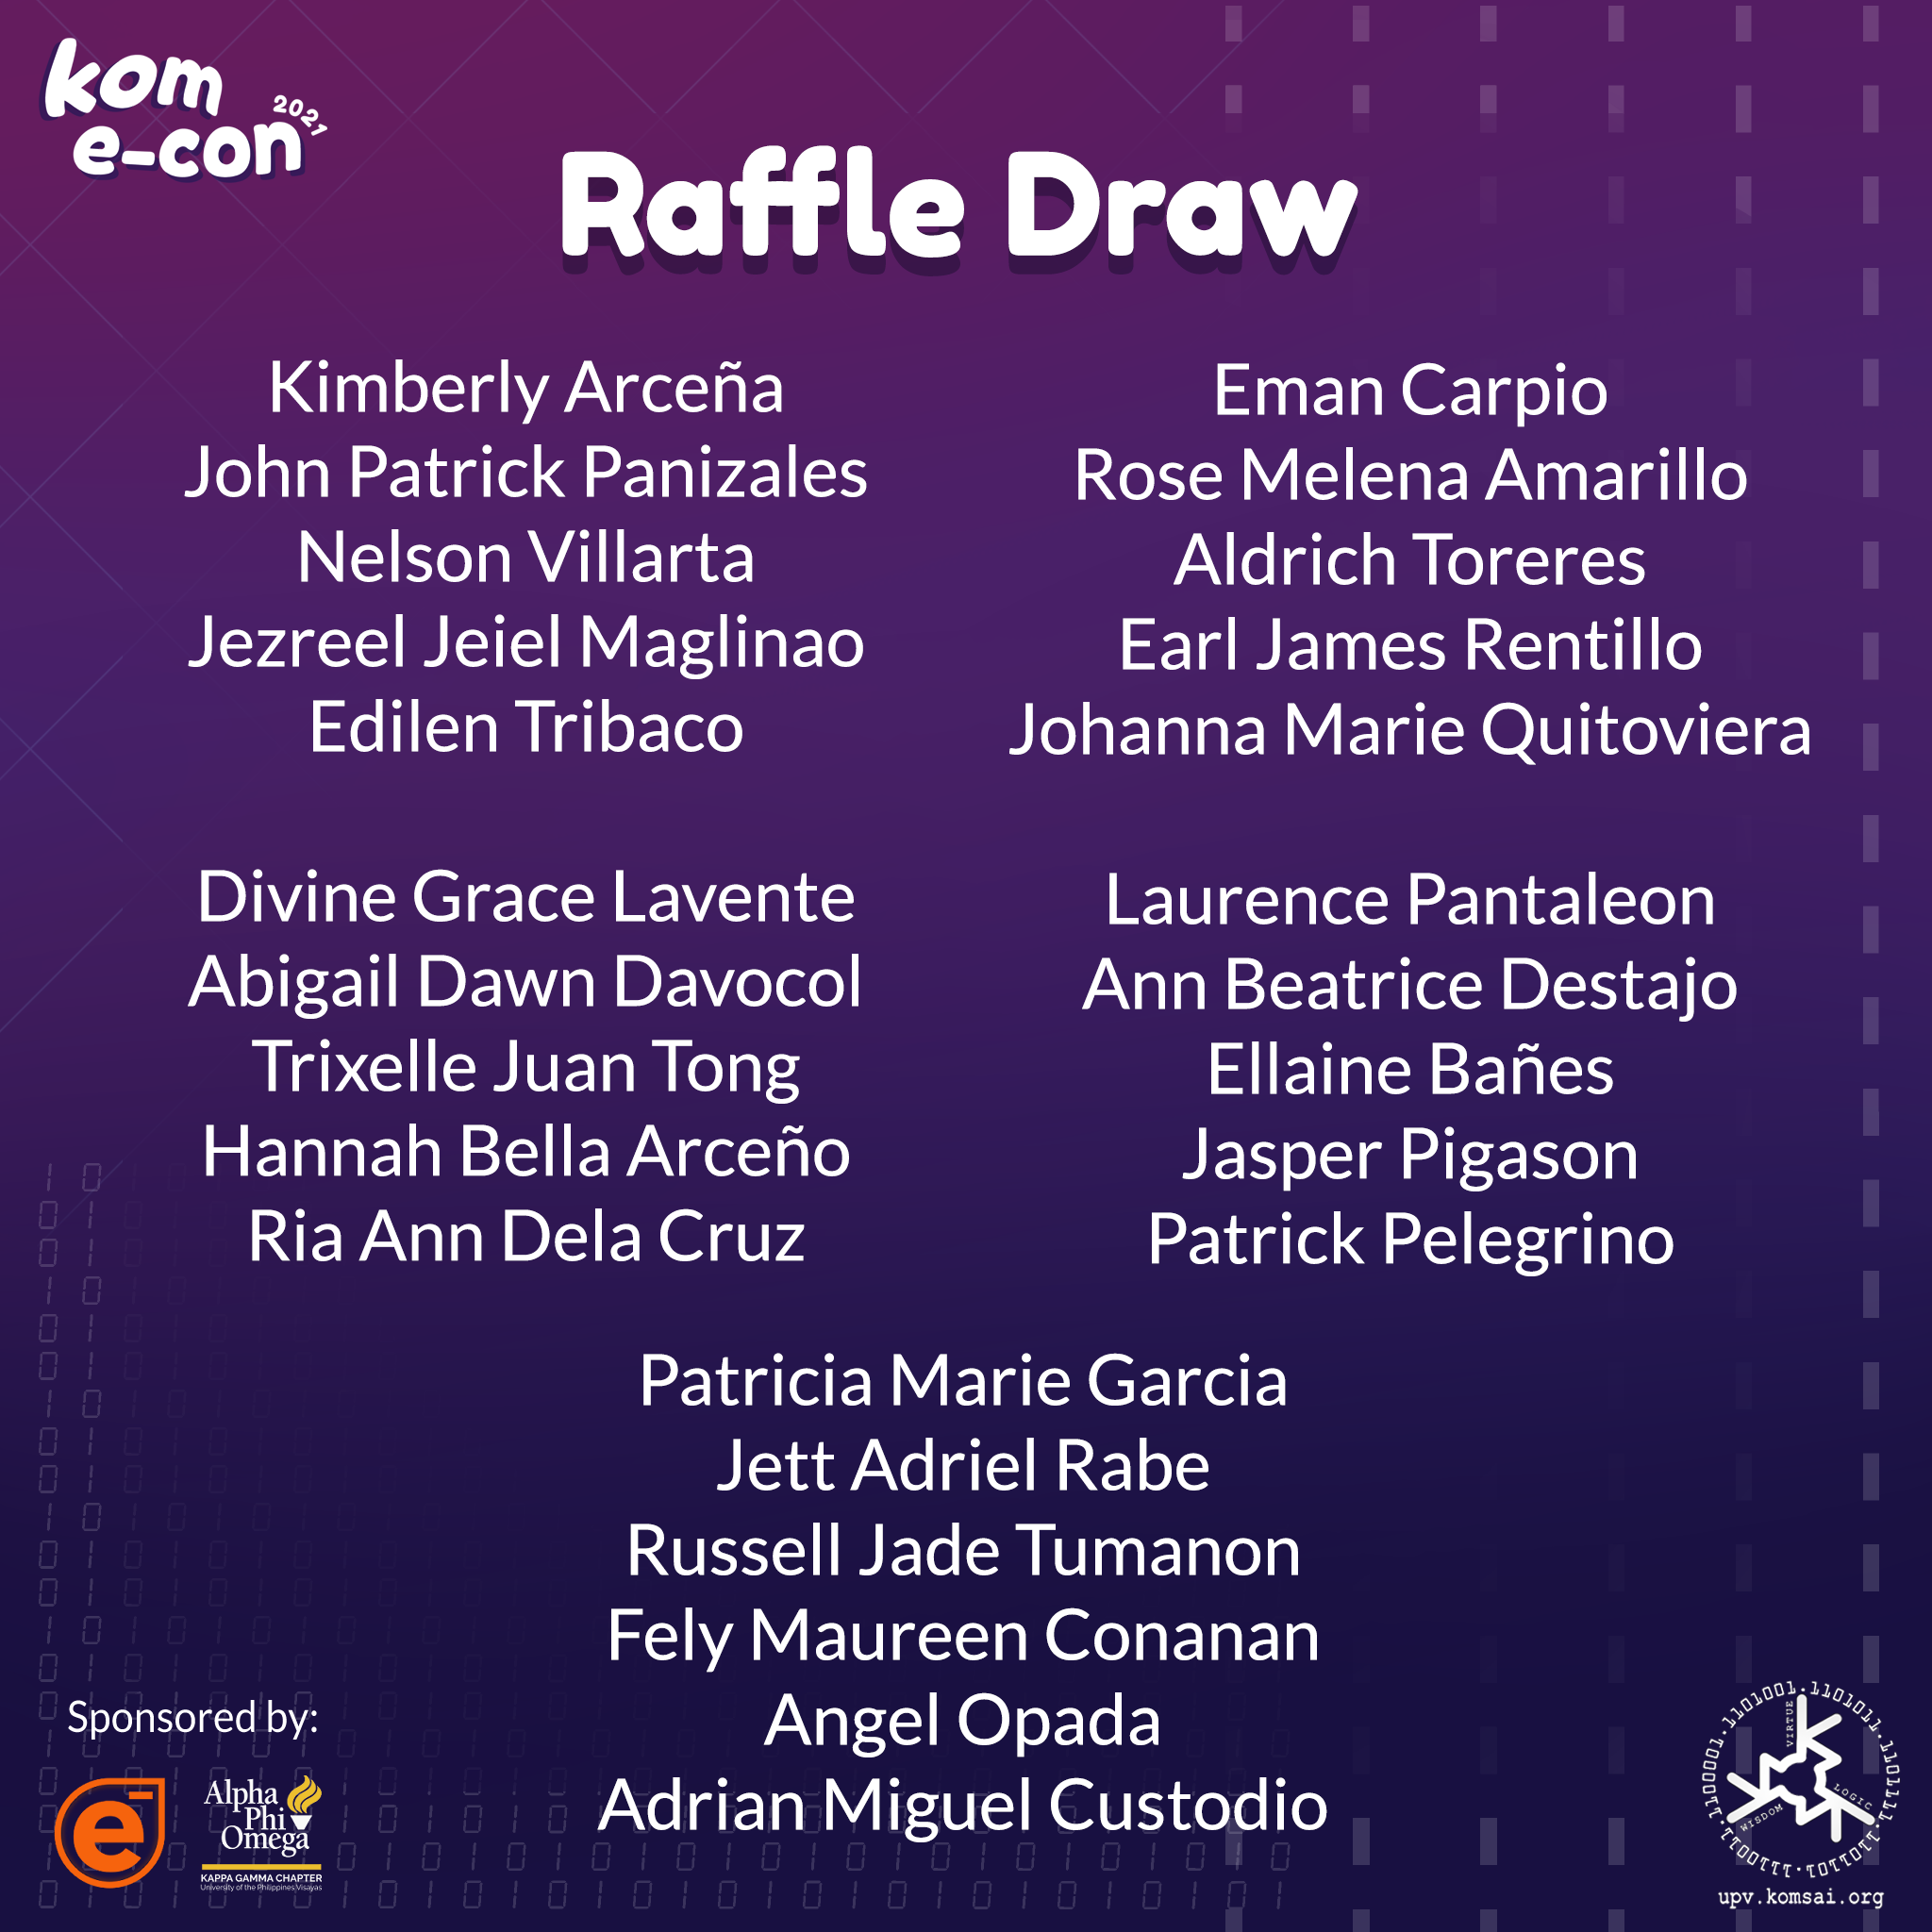 kom
e-con 2021
Raffle Draw
Kimberly Arceña
John Patrick Panizales
Nelson Villarta
Jezreel Jeiel Maglinao
Edilen Tribaco
Eman Carpio
Rose Melena Amarillo
Aldrich Toreres
Earl James Rentillo
Johanna Marie Quitoviera
Divine Grace Lavente
Abigail Dawn Davocol
Trixelle Juan Tong
Hannah Bella Arceño
Ria Ann Dela Cruz
Laurence Pantaleon
Ann Beatrice Destajo
Ellaine Bañes
Jasper Pigason
Patrick Pelegrino
Patricia Marie Garcia
Jett Adriel Rabe
Russell Jade Tumanon
Fely Maureen Conanan
Angel Opada
Adrian Miguel Custodio
Sponsored by:
e
Alpha
Phi
Omega
KAPPA GAMMA CHAPTER
University of the Philippines Visayas
VIRTUE
WISDOM
LOGIC
upv.komsai.org